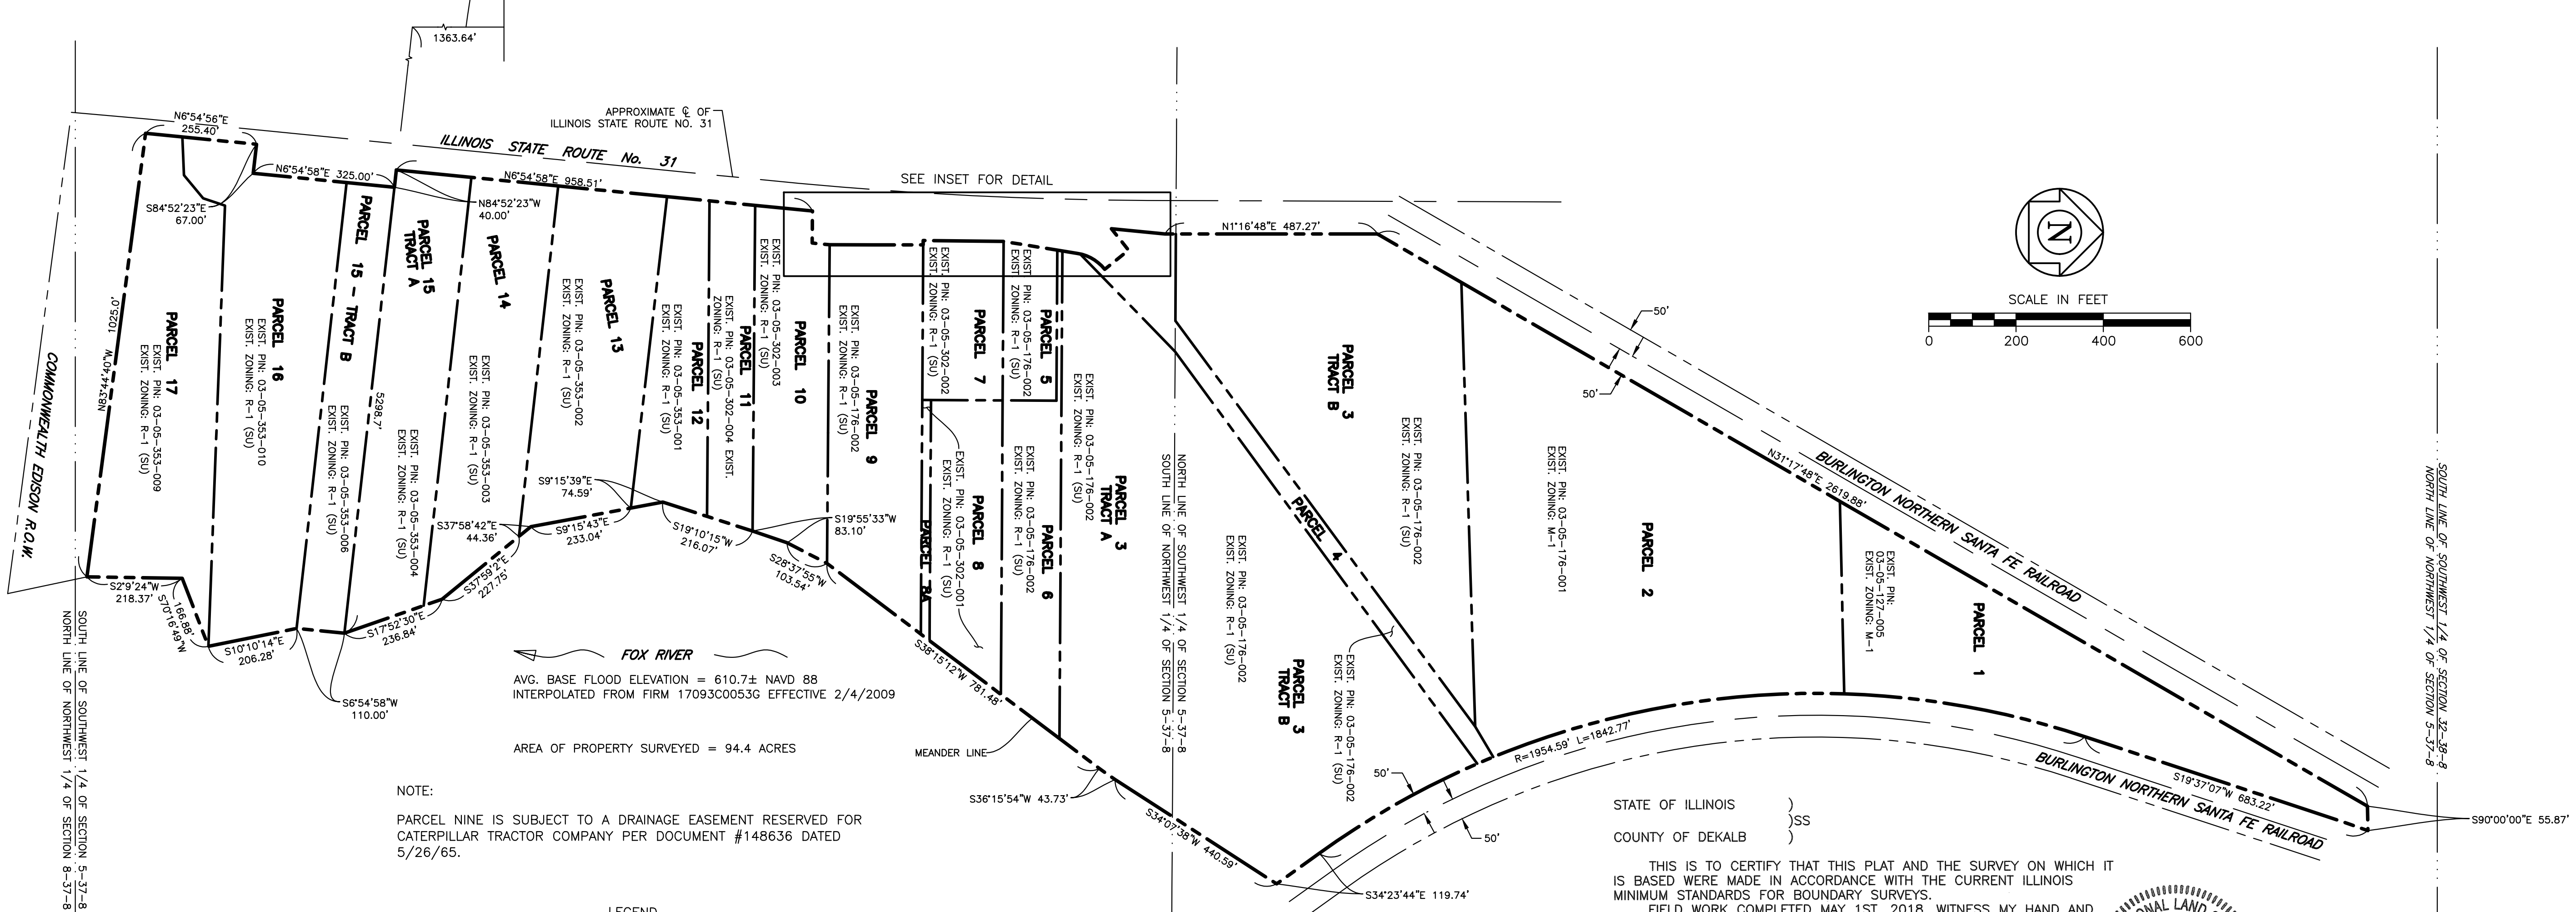 1363.64'
APPROXIMATE ℄ OF
ILLINOIS STATE ROUTE NO. 31
N6°54'56"E
255.40'
ILLINOIS STATE ROUTE No. 31
N6°54'58"E 325.00'
N6°54'58"E 958.51'
SEE INSET FOR DETAIL
S84°52'23"E
67.00'
N84°52'23"W
40.00'
N1°16'48"E 487.27'
50'
50'
N
SCALE IN FEET
0 200 400 600
COMMONWEALTH EDISON R.O.W.
N83°44'40"W 1025.0'
PARCEL 17
EXIST. PIN: 03-05-353-009
EXIST. ZONING: R-1 (SU)
PARCEL 16
EXIST. PIN: 03-05-353-010
EXIST. ZONING: R-1 (SU)
PARCEL 15 - TRACT B
EXIST. PIN: 03-05-353-006
EXIST. ZONING: R-1 (SU)
5298.7'
PARCEL 15
TRACT A
EXIST. PIN: 03-05-353-004
EXIST. ZONING: R-1 (SU)
PARCEL 14
EXIST. PIN: 03-05-353-003
EXIST. ZONING: R-1 (SU)
PARCEL 13
EXIST. PIN: 03-05-353-002
EXIST. ZONING: R-1 (SU)
PARCEL 12
EXIST. PIN: 03-05-353-001
EXIST. ZONING: R-1 (SU)
PARCEL 11
EXIST. PIN: 03-05-302-004 EXIST.
ZONING: R-1 (SU)
PARCEL 10
EXIST. PIN: 03-05-302-003
EXIST. ZONING: R-1 (SU)
PARCEL 9
EXIST. PIN: 03-05-176-002
EXIST. ZONING: R-1 (SU)
PARCEL 7
EXIST. PIN: 03-05-302-002
EXIST. ZONING: R-1 (SU)
PARCEL 8
EXIST. PIN: 03-05-302-001
EXIST. ZONING: R-1 (SU)
PARCEL 8A
PARCEL 5
EXIST. PIN: 03-05-176-002
EXIST. ZONING: R-1 (SU)
PARCEL 6
EXIST. PIN: 03-05-176-002
EXIST. ZONING: R-1 (SU)
PARCEL 3
TRACT A
EXIST. PIN: 03-05-176-002
EXIST. ZONING: R-1 (SU)
NORTH LINE OF SOUTHWEST 1/4 OF SECTION 5-37-8
SOUTH LINE OF NORTHWEST 1/4 OF SECTION 5-37-8
PARCEL 3
TRACT B
EXIST. PIN: 03-05-176-002
EXIST. ZONING: R-1 (SU)
PARCEL 4
EXIST. PIN: 03-05-176-002
EXIST. ZONING: R-1 (SU)
PARCEL 3
TRACT B
EXIST. PIN: 03-05-176-002
EXIST. ZONING: R-1 (SU)
PARCEL 2
EXIST. PIN: 03-05-176-001
EXIST. ZONING: M-1
PARCEL 1
EXIST. PIN:
03-05-127-005
EXIST. ZONING: M-1
BURLINGTON NORTHERN SANTA FE RAILROAD
N31°17'48"E 2619.88'
SOUTH LINE OF SOUTHWEST 1/4 OF SECTION 32-38-8
NORTH LINE OF NORTHWEST 1/4 OF SECTION 5-37-8
S9°15'39"E
74.59'
S37°58'42"E
44.36'
S9°15'43"E
233.04'
S19°10'15"W
216.07'
S19°55'33"W
83.10'
S28°37'55"W
103.54'
S37°59'2"E
227.75'
S2°9'24"W
218.37'
S70°16'49"W
166.88'
S10°10'14"E
206.28'
S17°52'30"E
236.84'
S6°54'58"W
110.00'
SOUTH LINE OF SOUTHWEST 1/4 OF SECTION 5-37-8
NORTH LINE OF NORTHWEST 1/4 OF SECTION 8-37-8
FOX RIVER
AVG. BASE FLOOD ELEVATION = 610.7± NAVD 88
INTERPOLATED FROM FIRM 17093C0053G EFFECTIVE 2/4/2009
AREA OF PROPERTY SURVEYED = 94.4 ACRES
S38°15'12"W 781.48'
MEANDER LINE
S36°15'54"W 43.73'
S34°07'38"W 440.59'
S34°23'44"E 119.74'
50'
50'
R=1954.59' L=1842.77'
BURLINGTON NORTHERN SANTA FE RAILROAD
S19°37'07"W 683.22'
S90°00'00"E 55.87'
NOTE:
PARCEL NINE IS SUBJECT TO A DRAINAGE EASEMENT RESERVED FOR
CATERPILLAR TRACTOR COMPANY PER DOCUMENT #148636 DATED
5/26/65.
LEGEND
STATE OF ILLINOIS )
)SS
COUNTY OF DEKALB )
THIS IS TO CERTIFY THAT THIS PLAT AND THE SURVEY ON WHICH IT
IS BASED WERE MADE IN ACCORDANCE WITH THE CURRENT ILLINOIS
MINIMUM STANDARDS FOR BOUNDARY SURVEYS.
FIELD WORK COMPLETED MAY 1ST, 2018. WITNESS MY HAND AND
ONAL LAND